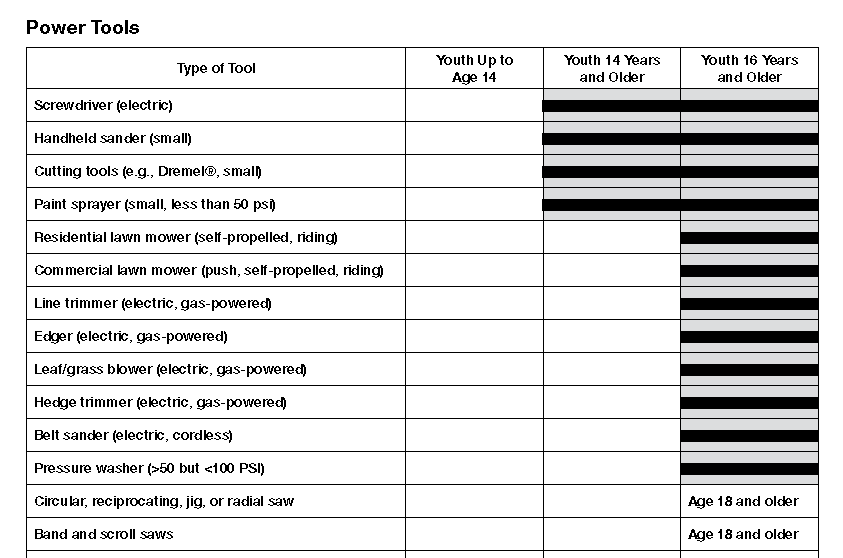 Power Tools
Type of Tool
Youth Up to
Age 14
Youth 14 Years
and Older
Youth 16 Years
and Older
Screwdriver (electric)
Handheld sander (small)
Cutting tools (e.g., Dremel®, small)
Paint sprayer (small, less than 50 psi)
Residential lawn mower (self-propelled, riding)
Commercial lawn mower (push, self-propelled, riding)
Line trimmer (electric, gas-powered)
Edger (electric, gas-powered)
Leaf/grass blower (electric, gas-powered)
Hedge trimmer (electric, gas-powered)
Belt sander (electric, cordless)
Pressure washer (>50 but <100 PSI)
Circular, reciprocating, jig, or radial saw
Age 18 and older
Band and scroll saws
Age 18 and older